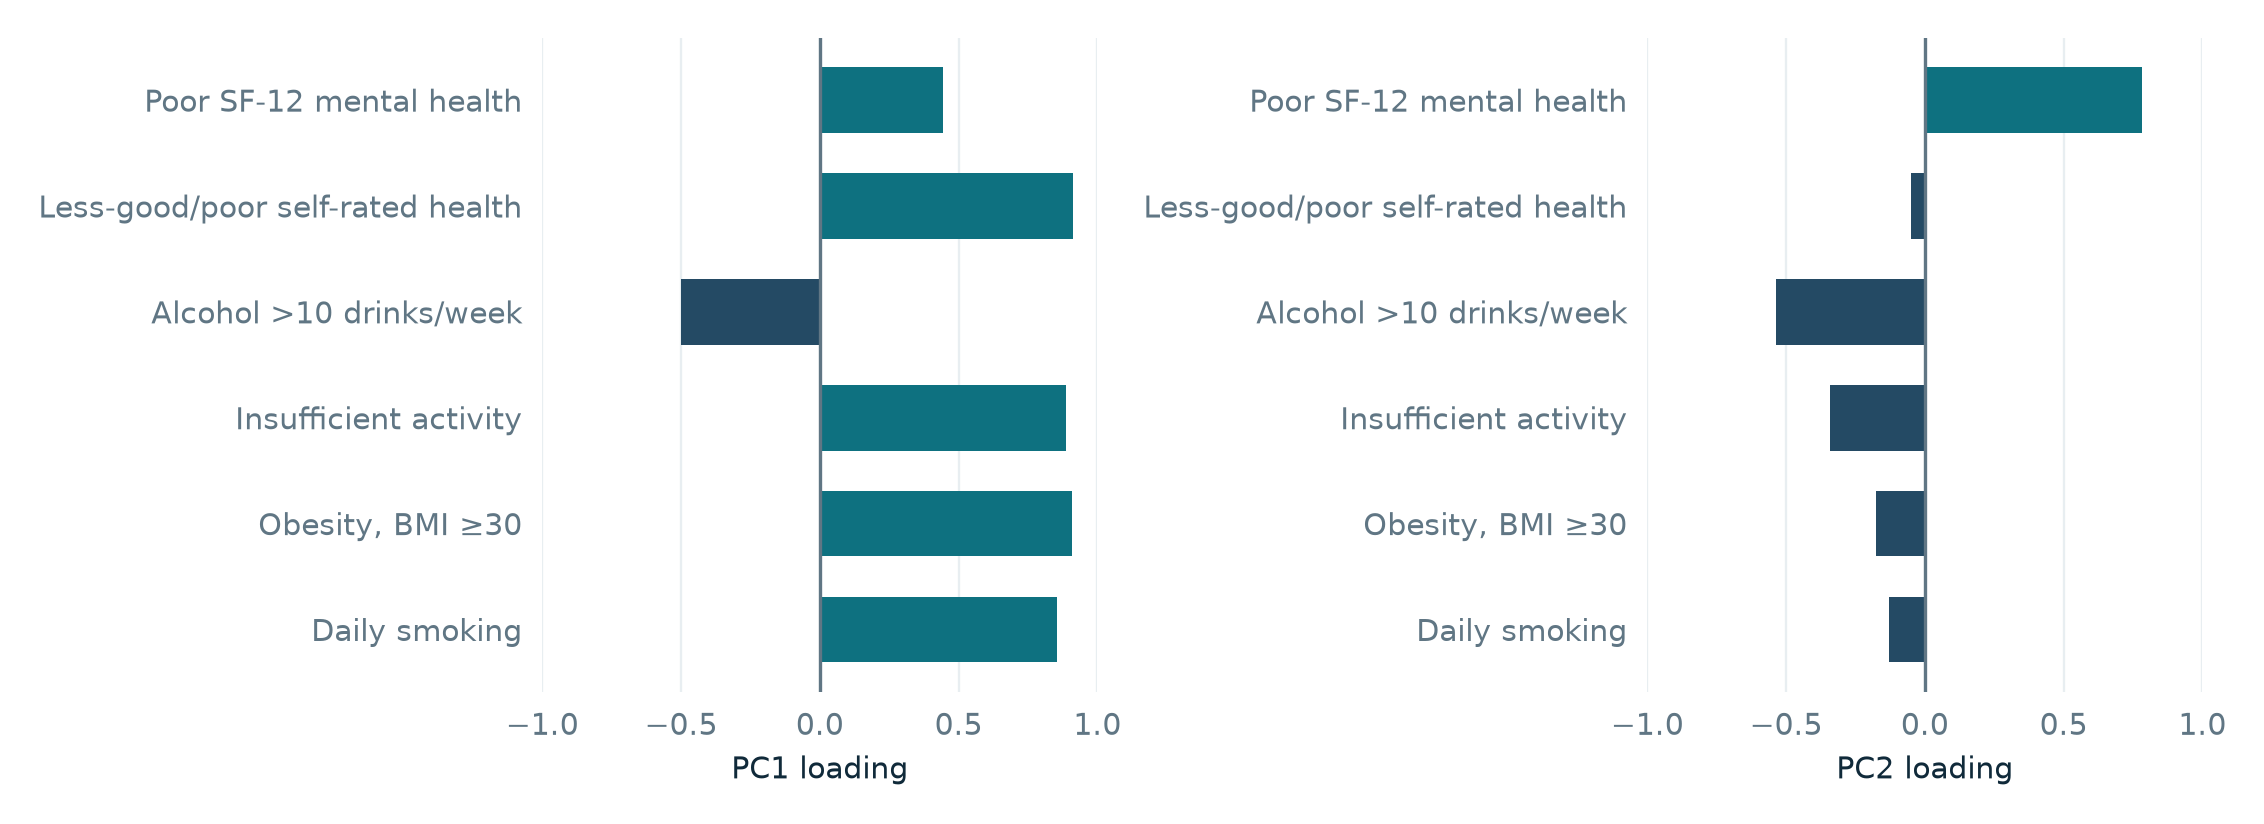 Poor SF-12 mental health
Less-good/poor self-rated health
Alcohol >10 drinks/week
Insufficient activity
Obesity, BMI ≥30
Daily smoking
−1.0 −0.5 0.0 0.5 1.0
PC1 loading
Poor SF-12 mental health
Less-good/poor self-rated health
Alcohol >10 drinks/week
Insufficient activity
Obesity, BMI ≥30
Daily smoking
−1.0 −0.5 0.0 0.5 1.0
PC2 loading